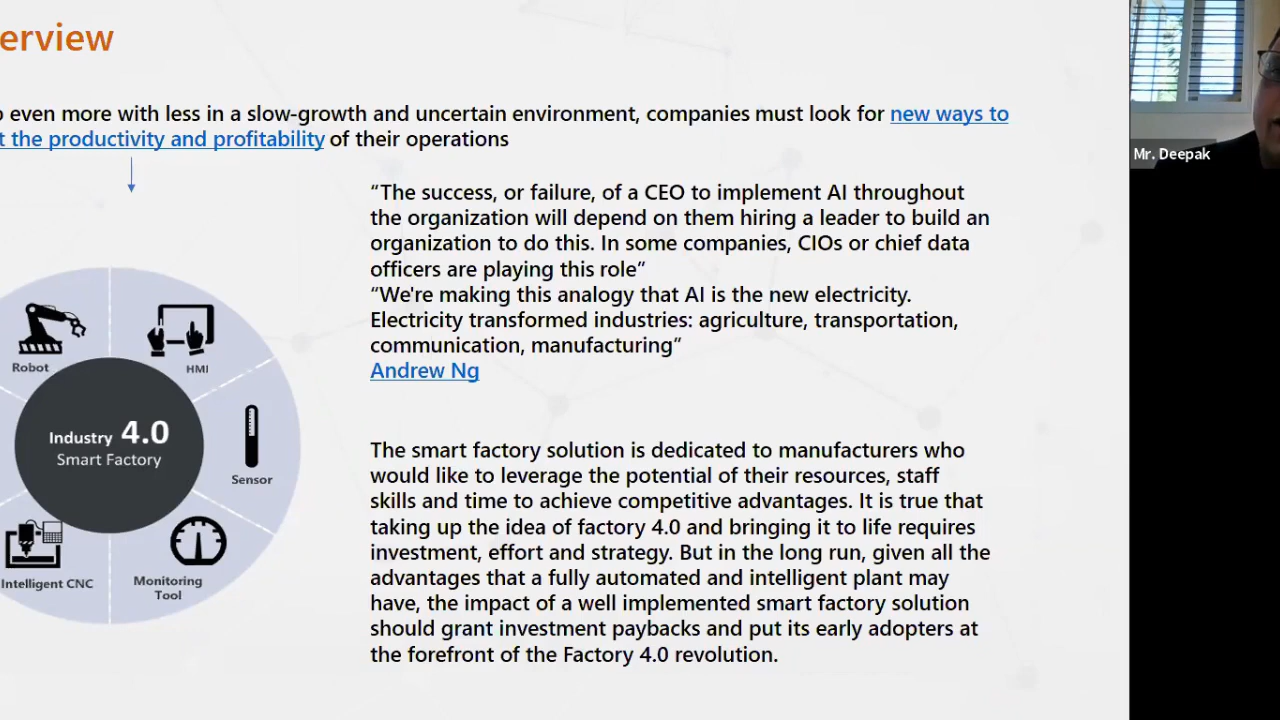 erview
even more with less in a slow-growth and uncertain environment, companies must look for new ways to
the productivity and profitability of their operations
Mr. Deepak
“The success, or failure, of a CEO to implement AI throughout
the organization will depend on them hiring a leader to build an
organization to do this. In some companies, CIOs or chief data
officers are playing this role”
“We're making this analogy that AI is the new electricity.
Electricity transformed industries: agriculture, transportation,
communication, manufacturing“
Andrew Ng
Robot
HMI
Industry 4.0
Smart Factory
Sensor
Intelligent CNC
Monitoring
Tool
The smart factory solution is dedicated to manufacturers who
would like to leverage the potential of their resources, staff
skills and time to achieve competitive advantages. It is true that
taking up the idea of factory 4.0 and bringing it to life requires
investment, effort and strategy. But in the long run, given all the
advantages that a fully automated and intelligent plant may
have, the impact of a well implemented smart factory solution
should grant investment paybacks and put its early adopters at
the forefront of the Factory 4.0 revolution.